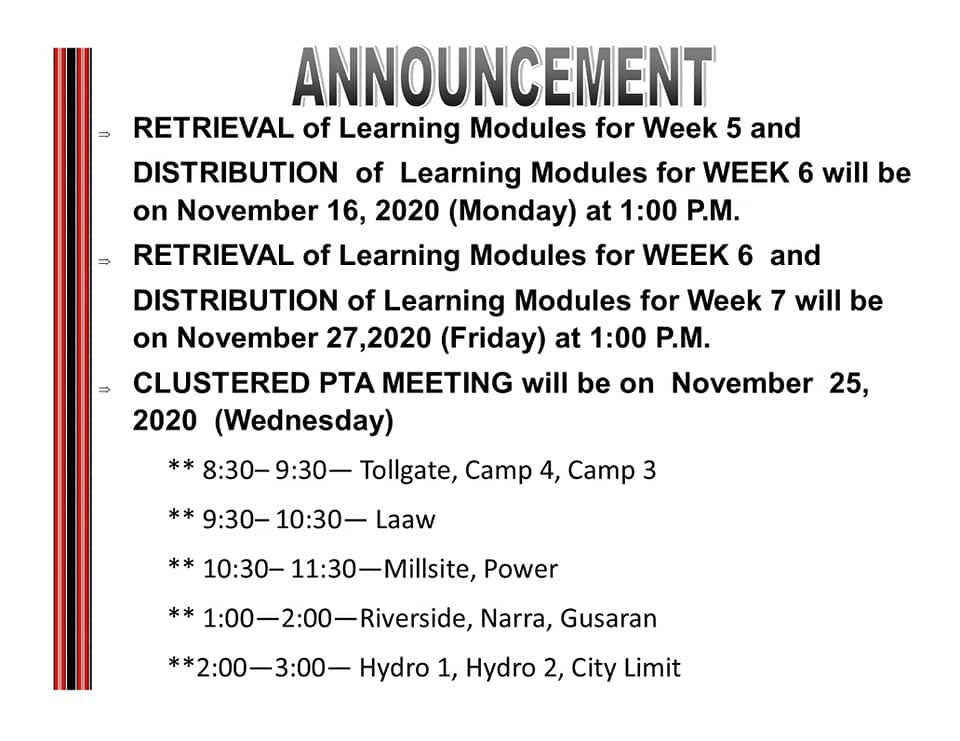 ANNOUNCEMENT
⇒ RETRIEVAL of Learning Modules for Week 5 and
DISTRIBUTION of Learning Modules for WEEK 6 will be
on November 16, 2020 (Monday) at 1:00 P.M.
⇒ RETRIEVAL of Learning Modules for WEEK 6 and
DISTRIBUTION of Learning Modules for Week 7 will be
on November 27,2020 (Friday) at 1:00 P.M.
⇒ CLUSTERED PTA MEETING will be on November 25,
2020 (Wednesday)
** 8:30– 9:30— Tollgate, Camp 4, Camp 3
** 9:30– 10:30— Laaw
** 10:30– 11:30—Millsite, Power
** 1:00—2:00—Riverside, Narra, Gusaran
**2:00—3:00— Hydro 1, Hydro 2, City Limit